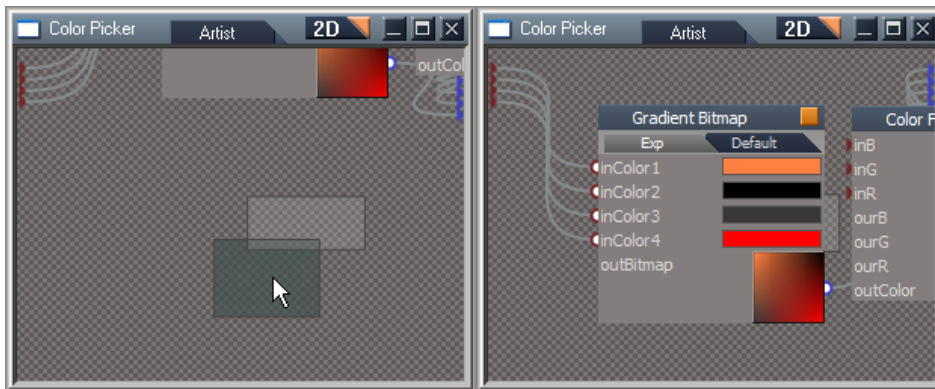 Color Picker Artist 2D
outCol
Color Picker Artist 2D
Gradient Bitmap
Exp Default
inColor1
inColor2
inColor3
inColor4
outBitmap
Color F
inB
inG
inR
ourB
ourG
ourR
outColor